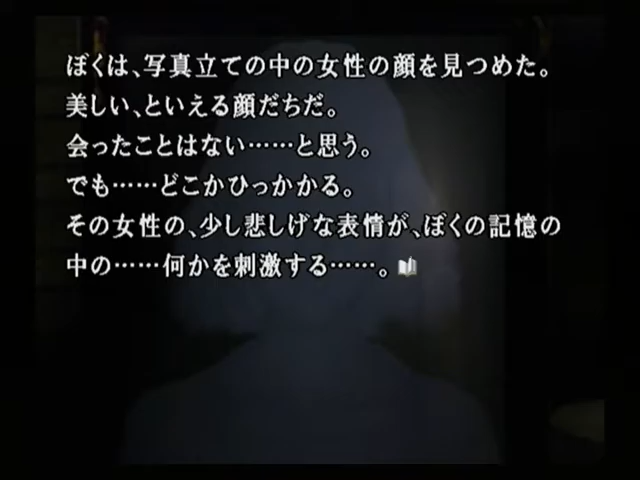 ぼくは、写真立ての中の女性の顔を見つめた。
美しい、といえる顔だちだ。
会ったことはない……と思う。
でも……どこかひっかかる。
その女性の、少し悲しげな表情が、ぼくの記憶の
中の……何かを刺激する……。